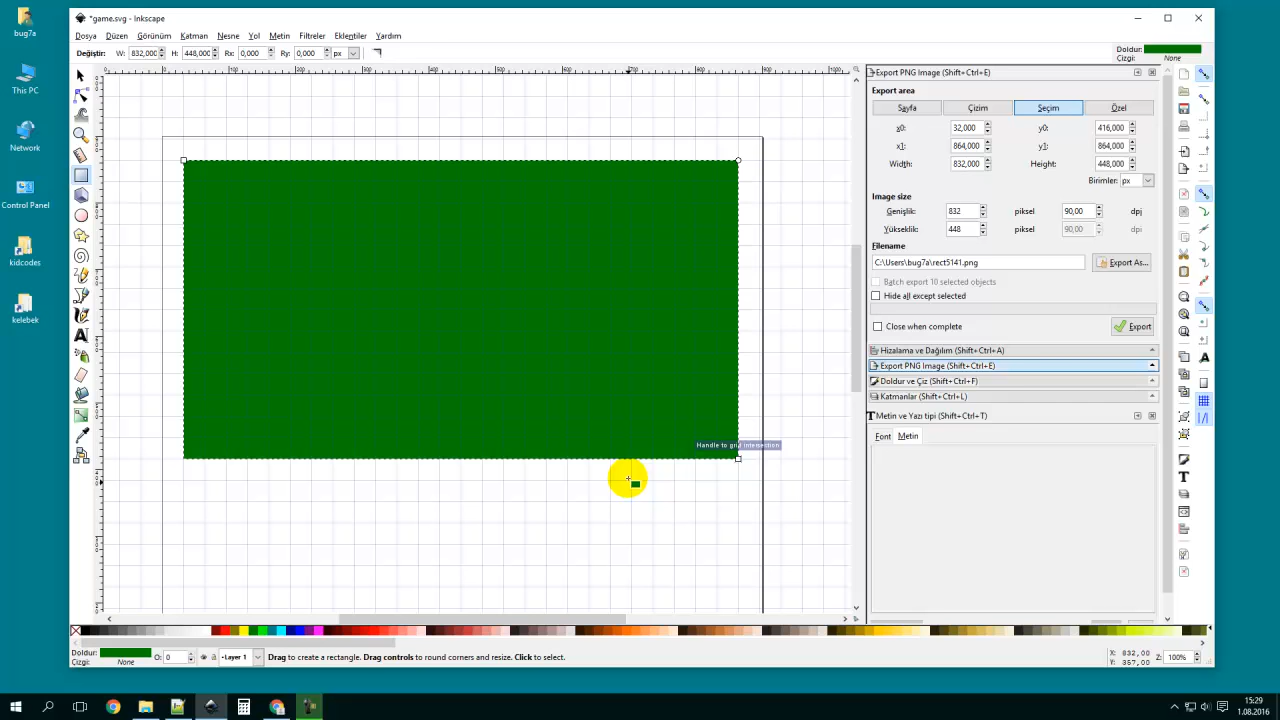 bug7a
This PC
Network
Control Panel
kidcodes
kelebek
*game.svg - Inkscape
Dosya Düzen Görünüm Katman Nesne Yol Metin Filtreler Eklentiler Yardım
Değiştir: W: 832,000 H: 448,000 Rx: 0,000 Ry: 0,000 px
Doldur:
Çizgi: None
Export PNG Image (Shift+Ctrl+E)
Export area
Sayfa Çizim Seçim Özel
x0: 32,000 y0: 416,000
x1: 864,000 y1: 864,000
Width: 832,000 Height: 448,000
Birimler: px
Image size
Genişlik: 832 piksel 90,00 dpi
Yükseklik: 448 piksel 90,00 dpi
Filename
C:\Users\bug7a\rect5141.png Export As...
Batch export 10 selected objects
Hide all except selected
Close when complete Export
Hizalama ve Dağılım (Shift+Ctrl+A)
Export PNG Image (Shift+Ctrl+E)
Doldur ve Çiz (Shift+Ctrl+F)
Katmanlar (Shift+Ctrl+L)
Metin ve Yazı tipi (Shift+Ctrl+T)
Font Metin
Handle to grid intersection
Doldur:
Çizgi: None
O: 0
Layer 1
Drag to create a rectangle. Drag controls to round corners and resize. Click to select.
X: 832,00
Y: 357,00
Z: 100%
15:29
1.08.2016